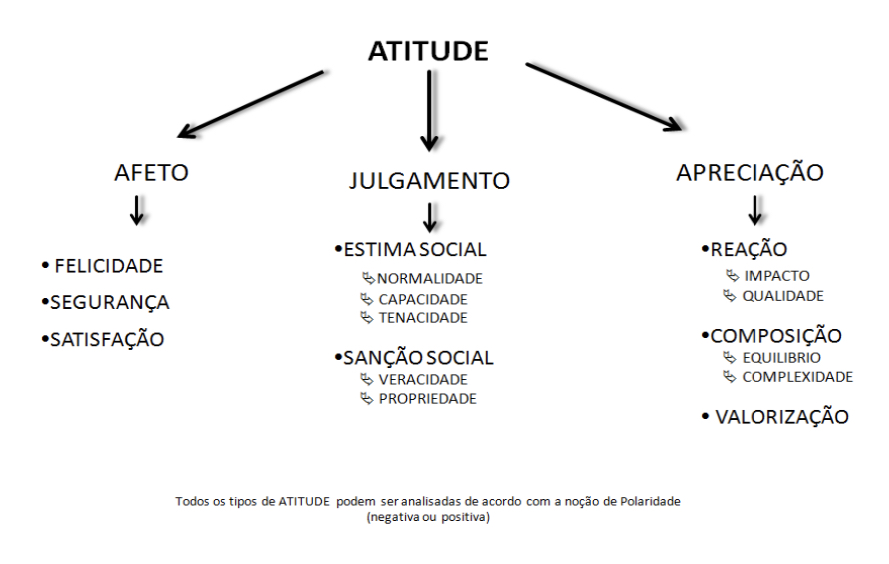 ATITUDE
AFETO
• FELICIDADE
•SEGURANÇA
•SATISFAÇÃO
JULGAMENTO
•ESTIMA SOCIAL
NORMALIDADE
CAPACIDADE
TENACIDADE
•SANÇÃO SOCIAL
VERACIDADE
PROPRIEDADE
APRECIAÇÃO
•REAÇÃO
IMPACTO
QUALIDADE
•COMPOSIÇÃO
EQUILIBRIO
COMPLEXIDADE
• VALORIZAÇÃO
Todos os tipos de ATITUDE podem ser analisadas de acordo com a noção de Polaridade
(negativa ou positiva)